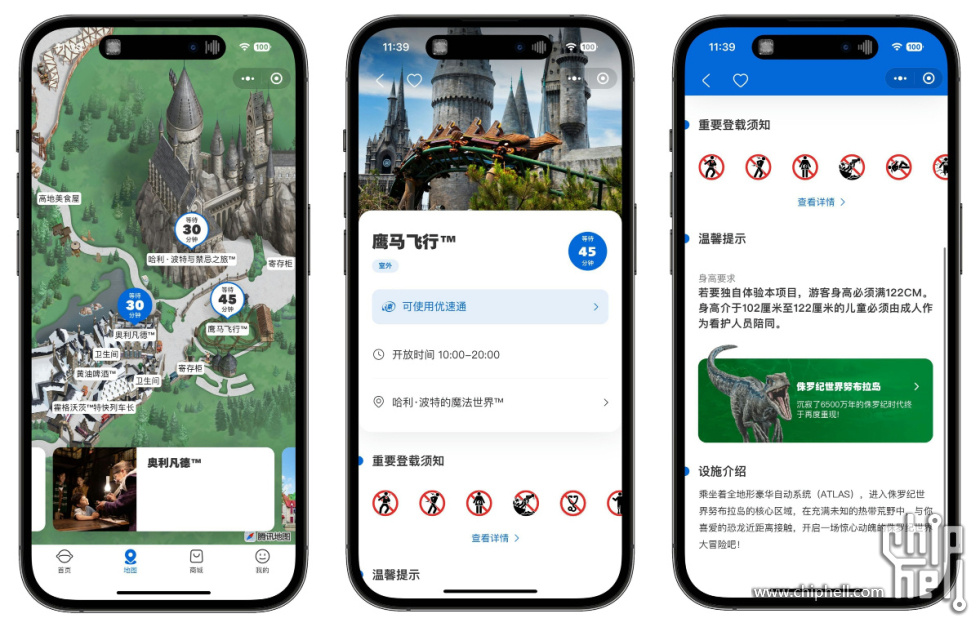 100
高地美食屋
等待
30
分钟
哈利·波特与禁忌之旅™
寄存柜
等待
30
分钟
等待
45
分钟
奥利凡德™
鹰马飞行™
卫生间
黄油啤酒™
寄存柜
卫生间
霍格沃茨™特快列车长
奥利凡德™
腾讯地图
首页
地图
商城
我的
11:39
100
鹰马飞行™
室外
等待
45
分钟
可使用优速通
开放时间 10:00-20:00
哈利·波特的魔法世界™
重要登载须知
查看详情
温馨提示
11:39
100
重要登载须知
查看详情
温馨提示
身高要求
若要独自体验本项目，游客身高必须满122CM。
身高介于102厘米至122厘米的儿童必须由成人作
为看护人员陪同。
侏罗纪世界努布拉岛
沉寂了6500万年的侏罗纪时代终
于再度重现!
设施介绍
乘坐着全地形豪华自动系统（ATLAS），进入侏罗纪世
界努布拉岛的核心区域，在充满未知的热带荒野中，与你
喜爱的恐龙近距离接触，开启一场惊心动魄的侏罗纪世界
大冒险吧！
chip
hell
www.chiphell.com